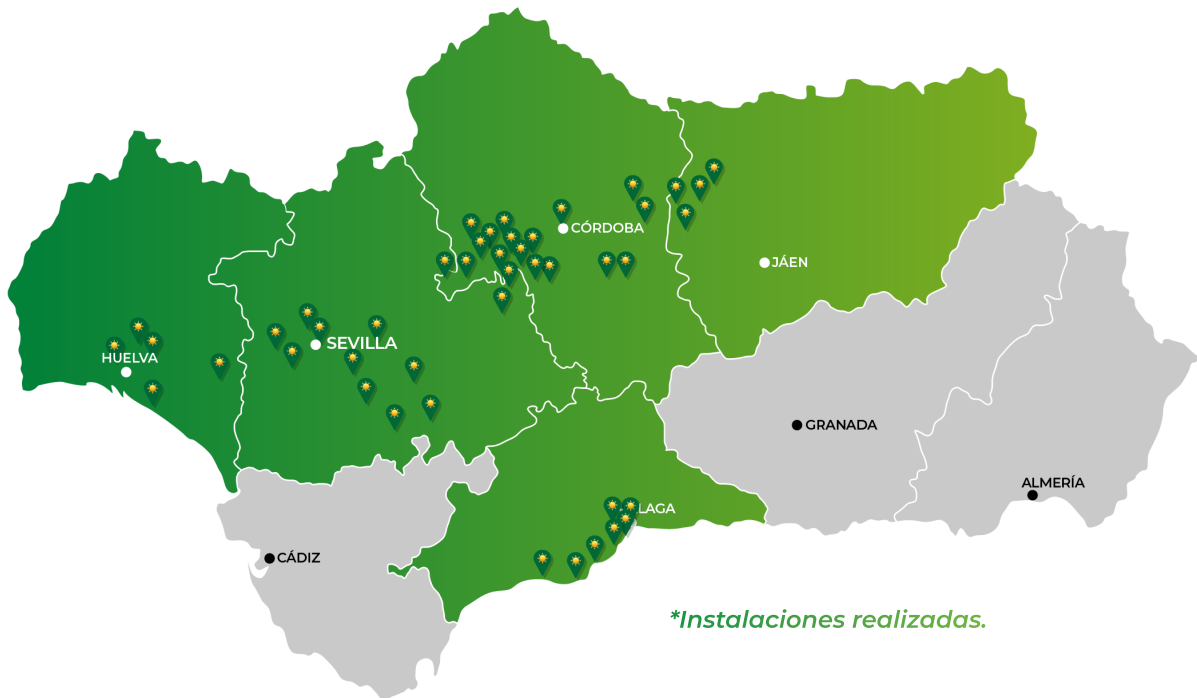 CÓRDOBA
JÁEN
SEVILLA
HUELVA
GRANADA
ALMERÍA
LAGA
CÁDIZ
*Instalaciones realizadas.